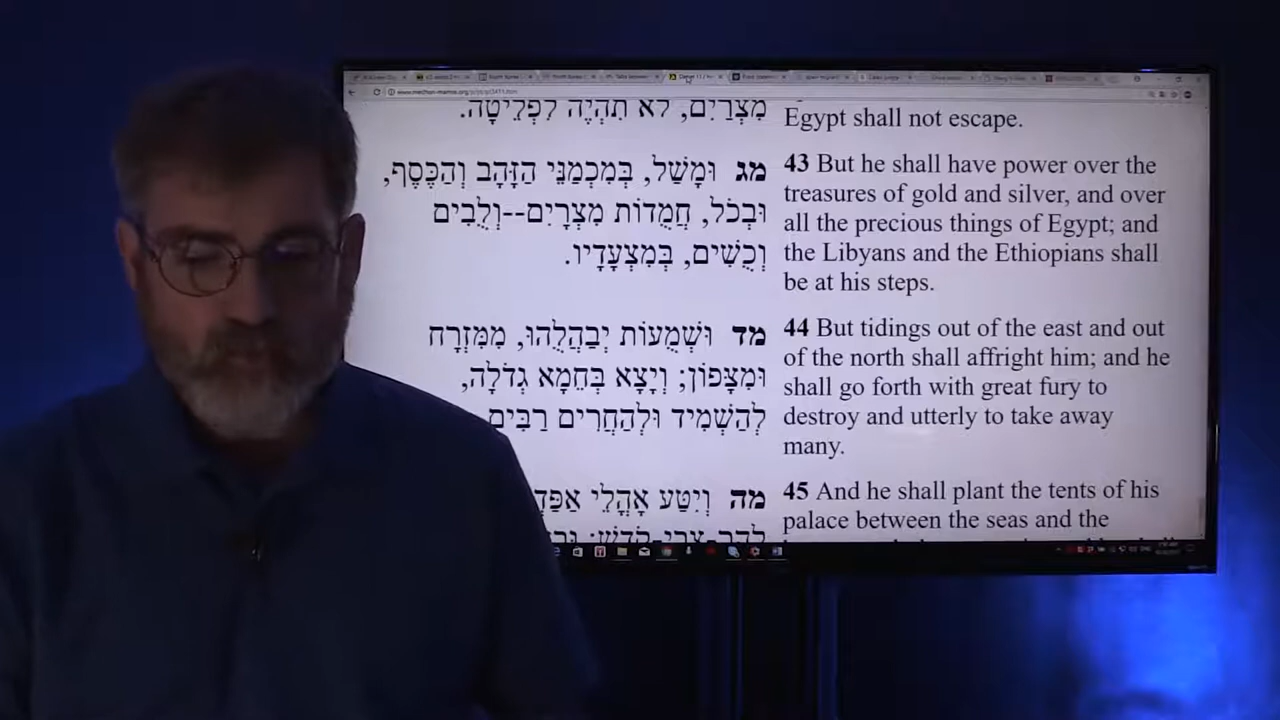 www.mechon-mamre.org
מִצְרַיִם, לֹא תִהְיֶה לִפְלֵיטָה.
Egypt shall not escape.
מג וּמָשַׁל, בְּמִכְמַנֵּי הַזָּהָב וְהַכֶּסֶף,
וּבְכֹל, חֲמֻדוֹת מִצְרָיִם--וְלֻבִים
וְכֻשִׁים, בְּמִצְעָדָיו.
43 But he shall have power over the
treasures of gold and silver, and over
all the precious things of Egypt; and
the Libyans and the Ethiopians shall
be at his steps.
מד וּשְׁמֻעוֹת יְבַהֲלֻהוּ, מִמִּזְרָח
וּמִצָּפוֹן; וְיָצָא בְּחֵמָא גְדֹלָה,
לְהַשְׁמִיד וּלְהַחֲרִים רַבִּים
44 But tidings out of the east and out
of the north shall affright him; and he
shall go forth with great fury to
destroy and utterly to take away
many.
מה וְיִטַּע אָהֳלֵי
לְהַר-צְבִי-קֹדֶשׁ;
45 And he shall plant the tents of his
palace between the seas and the